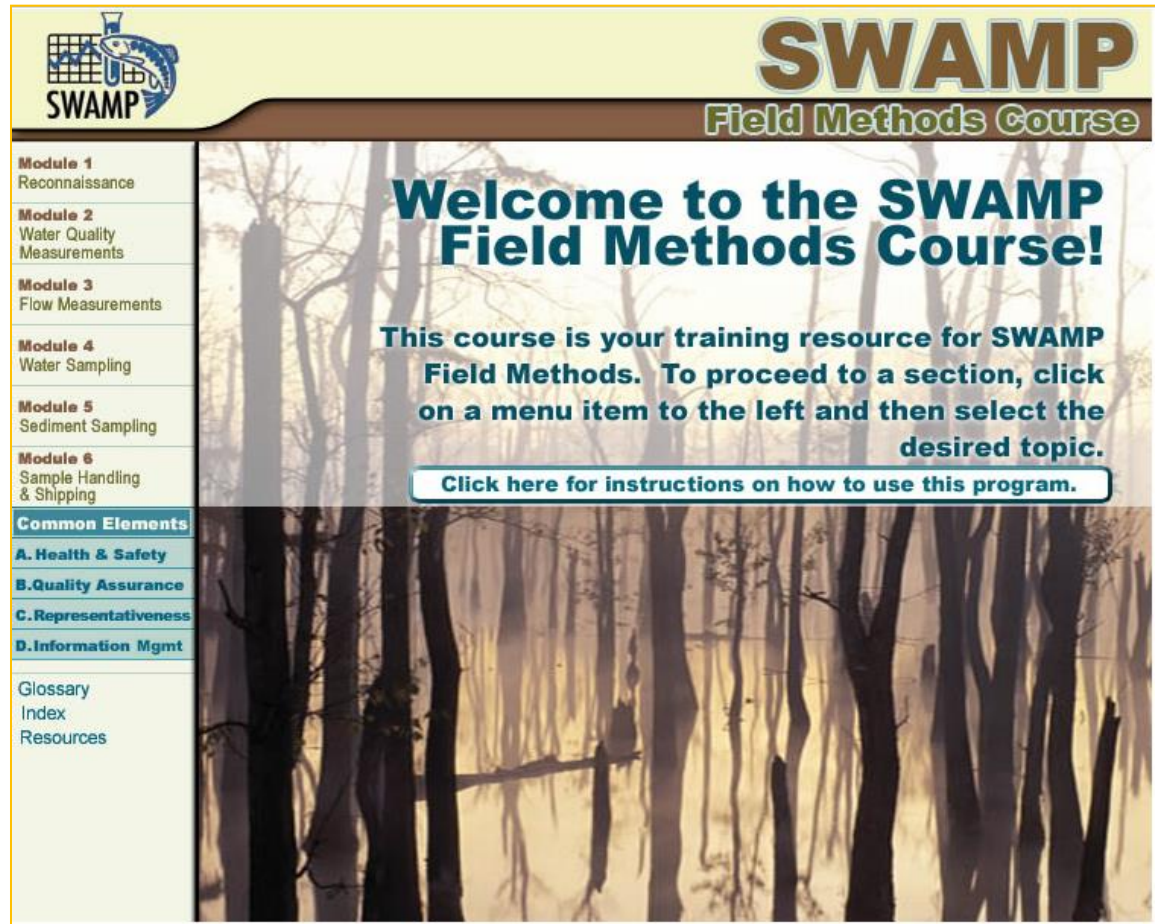 SWAMP
SWAMP
Field Methods Course
Module 1
Reconnaissance
Module 2
Water Quality
Measurements
Module 3
Flow Measurements
Module 4
Water Sampling
Module 5
Sediment Sampling
Module 6
Sample Handling
& Shipping
Common Elements
A. Health & Safety
B.Quality Assurance
C.Representativeness
D.Information Mgmt
Glossary
Index
Resources
Welcome to the SWAMP
Field Methods Course!
This course is your training resource for SWAMP
Field Methods. To proceed to a section, click
on a menu item to the left and then select the
desired topic.
Click here for instructions on how to use this program.